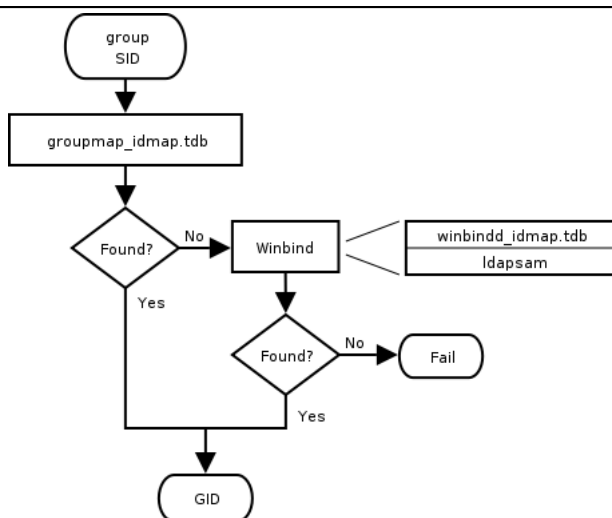 group
SID
groupmap_idmap.tdb
Found?
No
Winbind
winbindd_idmap.tdb
ldapsam
Yes
Found?
No
Fail
Yes
GID